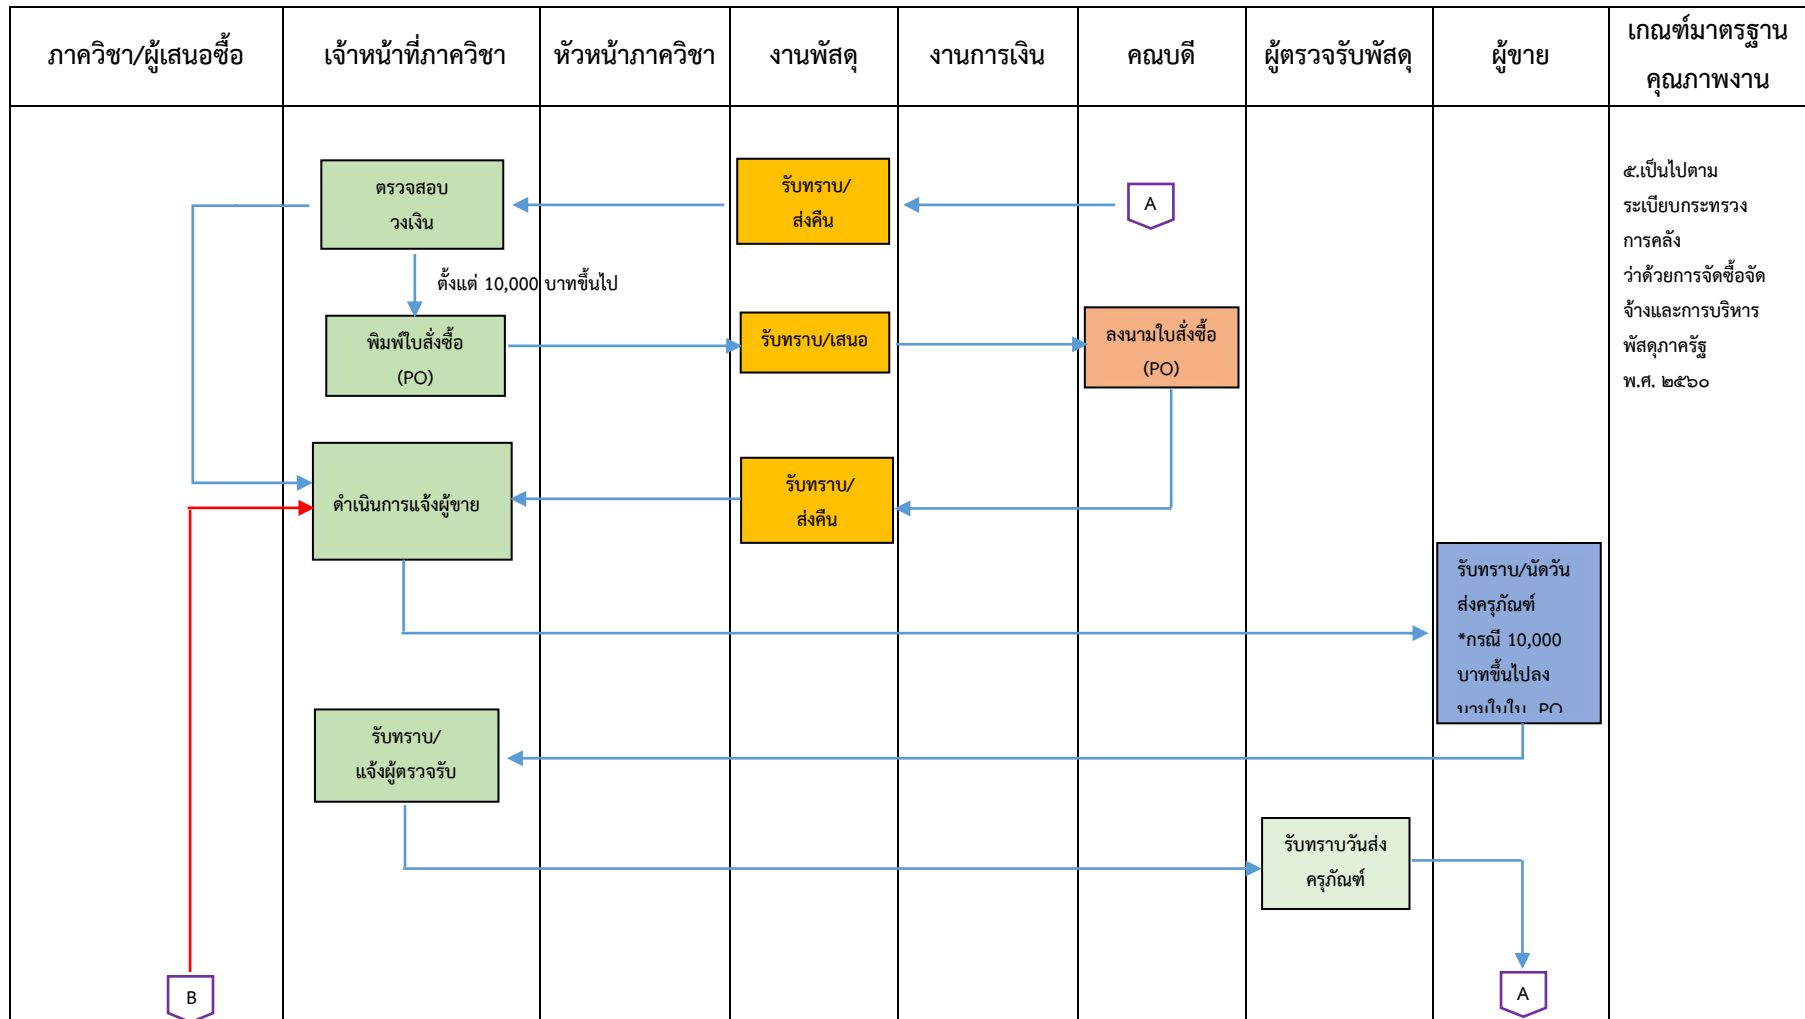 ภาควิชา/ผู้เสนอซื้อ
เจ้าหน้าที่ภาควิชา
หัวหน้าภาควิชา
งานพัสดุ
งานการเงิน
คณบดี
ผู้ตรวจรับพัสดุ
ผู้ขาย
เกณฑ์มาตรฐาน
คุณภาพงาน
ตรวจสอบ
วงเงิน
รับทราบ/
ส่งคืน
A
๕.เป็นไปตาม
ระเบียบกระทรวง
การคลัง
ว่าด้วยการจัดซื้อจัด
จ้างและการบริหาร
พัสดุภาครัฐ
พ.ศ. ๒๕๖๐
ตั้งแต่ 10,000 บาทขึ้นไป
พิมพ์ใบสั่งซื้อ
(PO)
รับทราบ/เสนอ
ลงนามใบสั่งซื้อ
(PO)
ดำเนินการแจ้งผู้ขาย
รับทราบ/
ส่งคืน
รับทราบ/นัดวัน
ส่งครุภัณฑ์
*กรณี 10,000
บาทขึ้นไปลง
นามในใบ PO
รับทราบ/
แจ้งผู้ตรวจรับ
รับทราบวันส่ง
ครุภัณฑ์
B
A